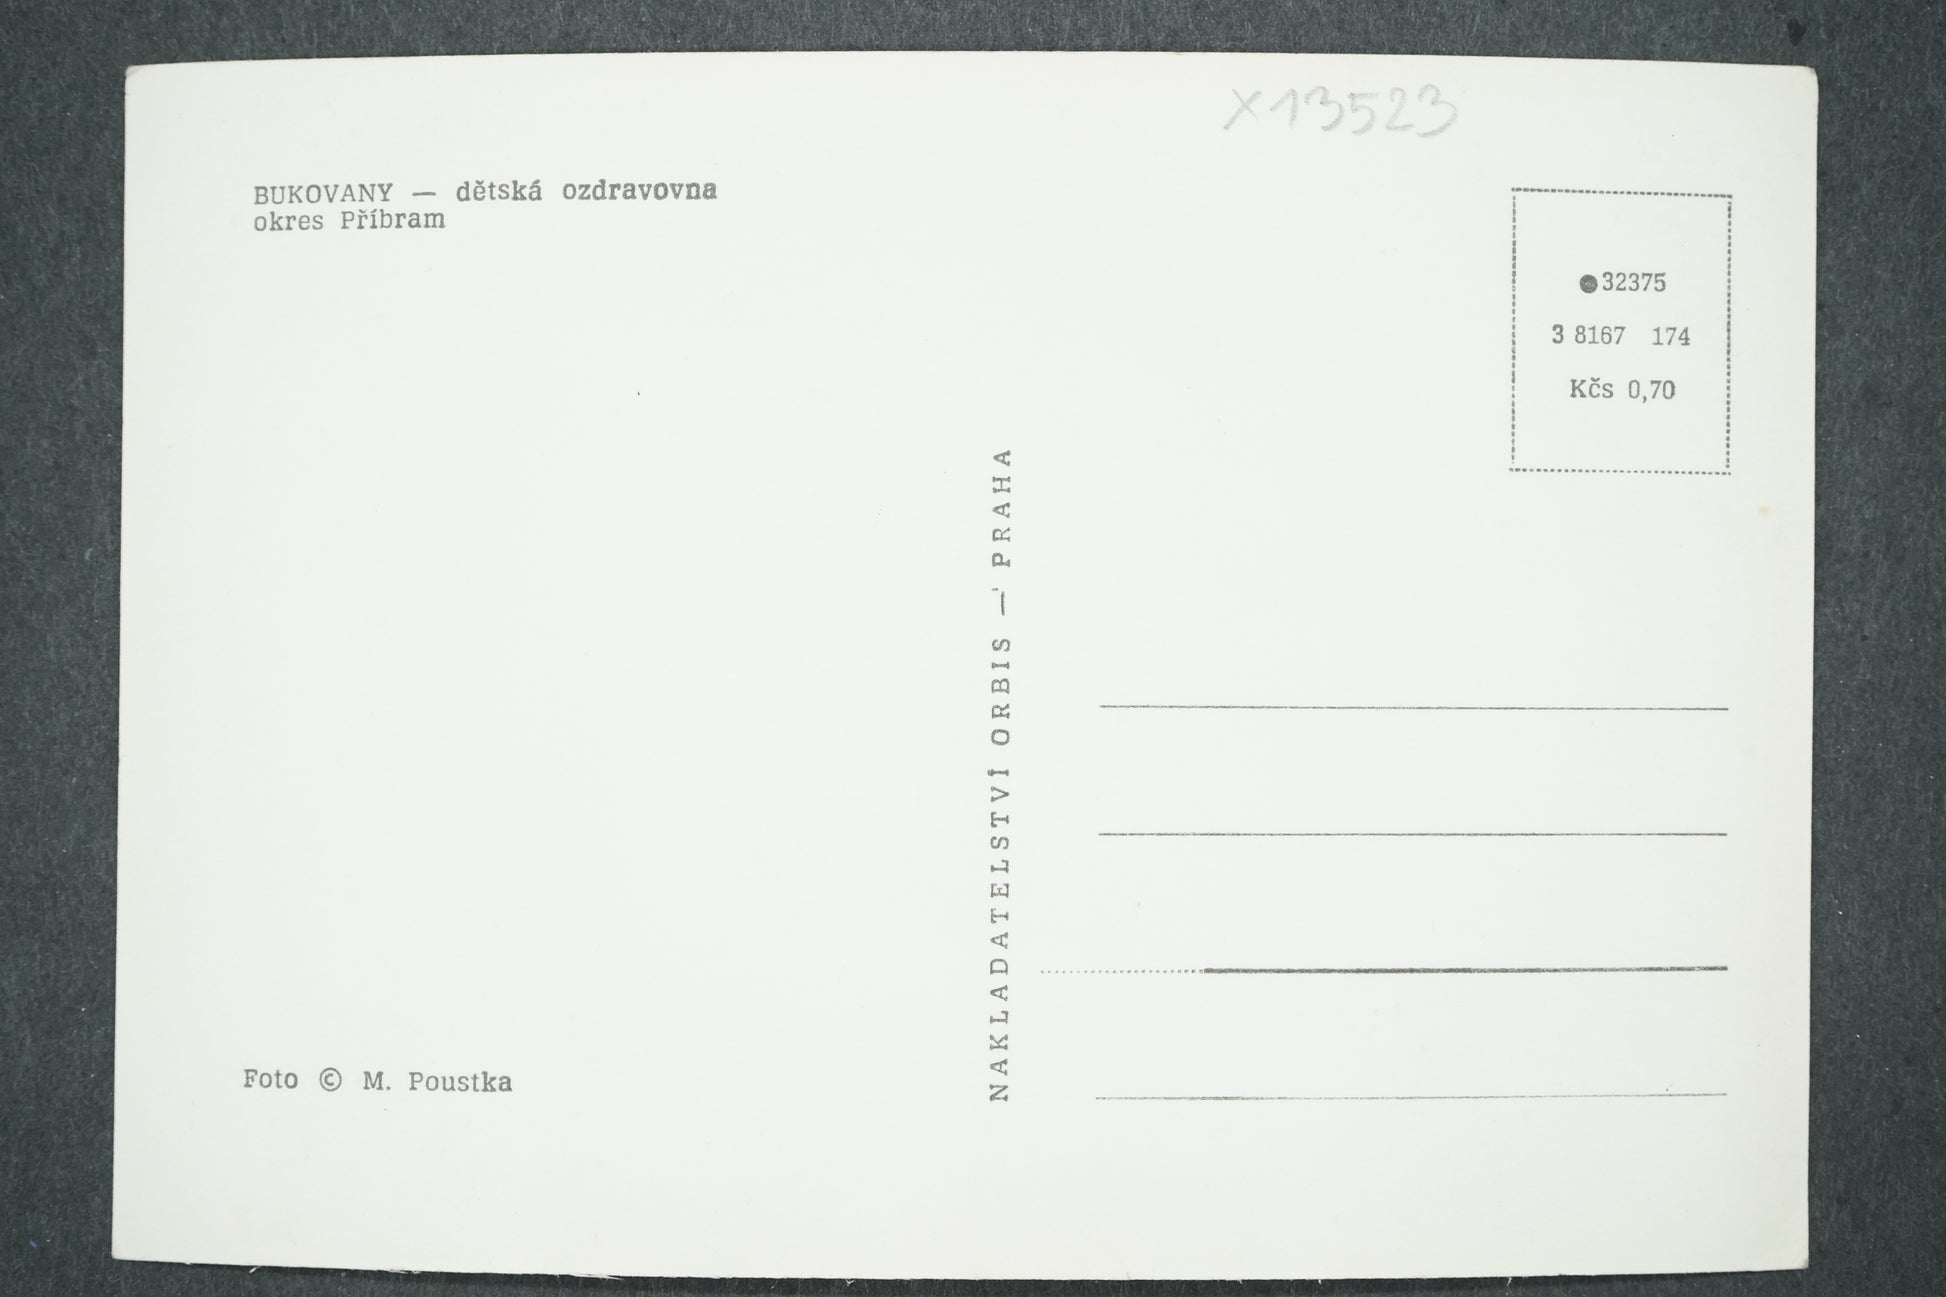 X13523
BUKOVANY — dětská ozdravovna
okres Příbram
●32375
3 8167 174
Kčs 0,70
NAKLADATELSTVÍ ORBIS — PRAHA
Foto © M. Poustka